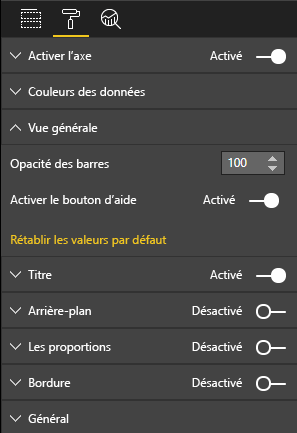 Activer l'axe Activé
Couleurs des données
Vue générale
Opacité des barres 100
Activer le bouton d'aide Activé
Rétablir les valeurs par défaut
Titre Activé
Arrière-plan Désactivé
Les proportions Désactivé
Bordure Désactivé
Général